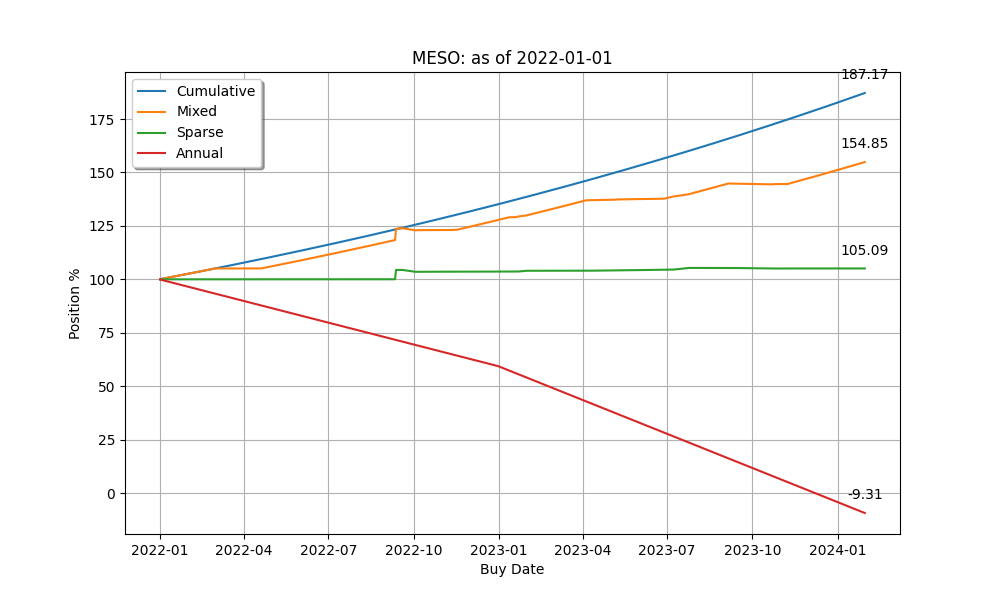 MESO: as of 2022-01-01
187.17
Cumulative
Mixed
Sparse
Annual
175
154.85
150
125
105.09
100
75
50
25
0
-9.31
Position %
2022-01 2022-04 2022-07 2022-10 2023-01 2023-04 2023-07 2023-10 2024-01
Buy Date